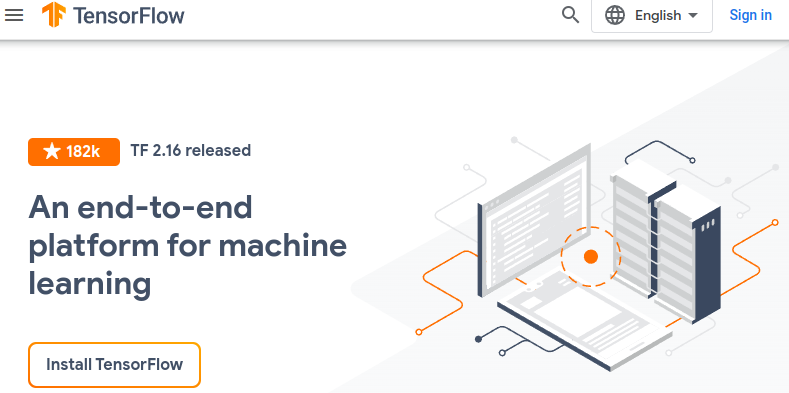 TensorFlow
English
Sign in
182k
TF 2.16 released
An end-to-end
platform for machine
learning
Install TensorFlow